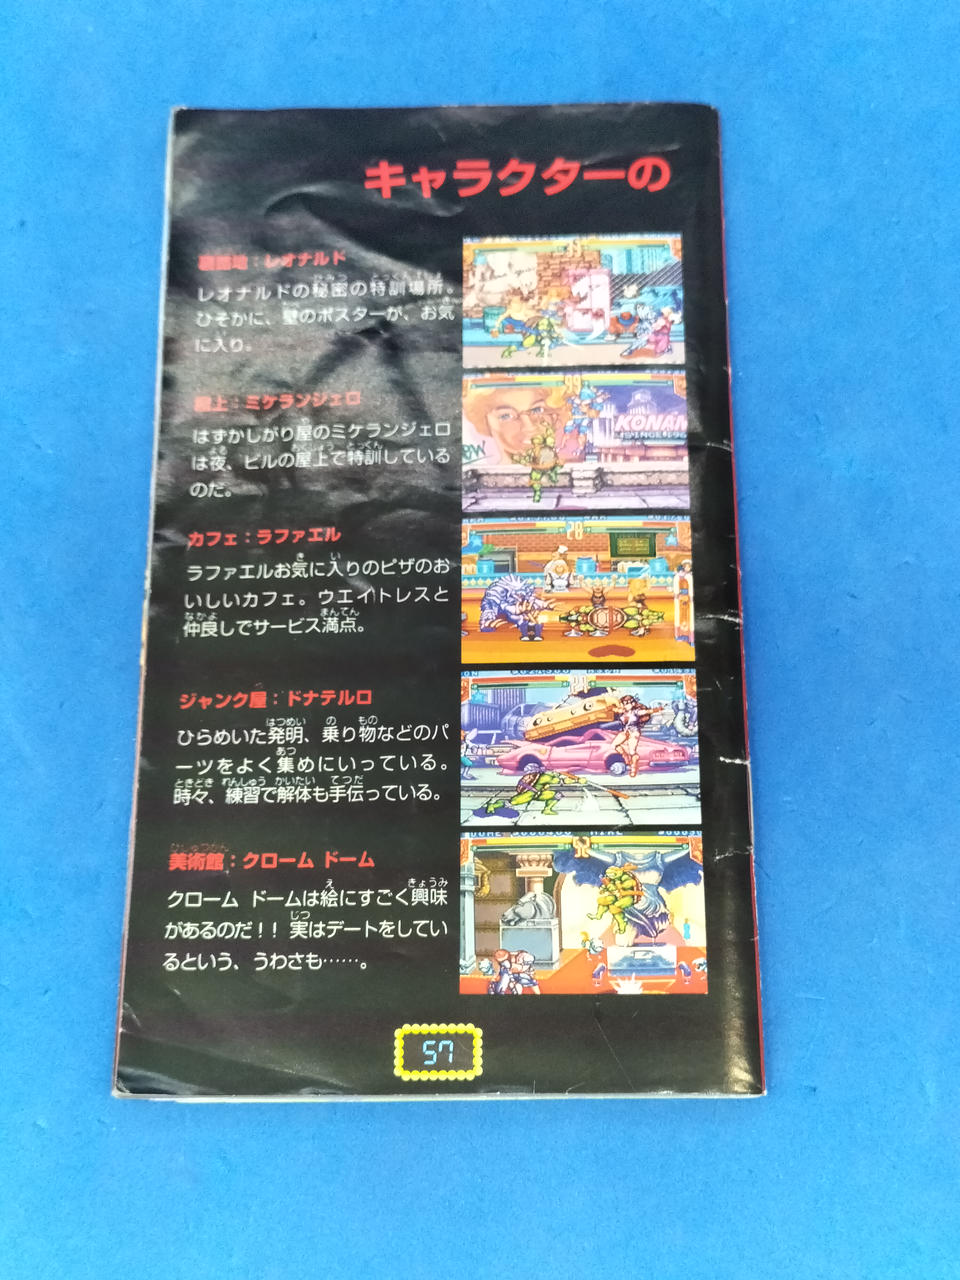 キャラクターの
裏路地：レオナルド
レオナルドの秘密の特訓場所。
ひそかに、壁のポスターが、お気
に入り。
屋上：ミケランジェロ
はずかしがり屋のミケランジェロ
は夜、ビルの屋上で特訓している
のだ。
カフェ：ラファエル
ラファエルお気に入りのピザのお
いしいカフェ。ウエイトレスと
仲良しでサービス満点。
ジャンク屋：ドナテルロ
ひらめいた発明、乗り物などのパ
ーツをよく集めにいっている。
時々、練習で解体も手伝っている。
美術館：クローム ドーム
クローム ドームは絵にすごく興味
があるのだ！！ 実はデートをしてい
るという、うわさも……。
99
KONAMI
28
52
57